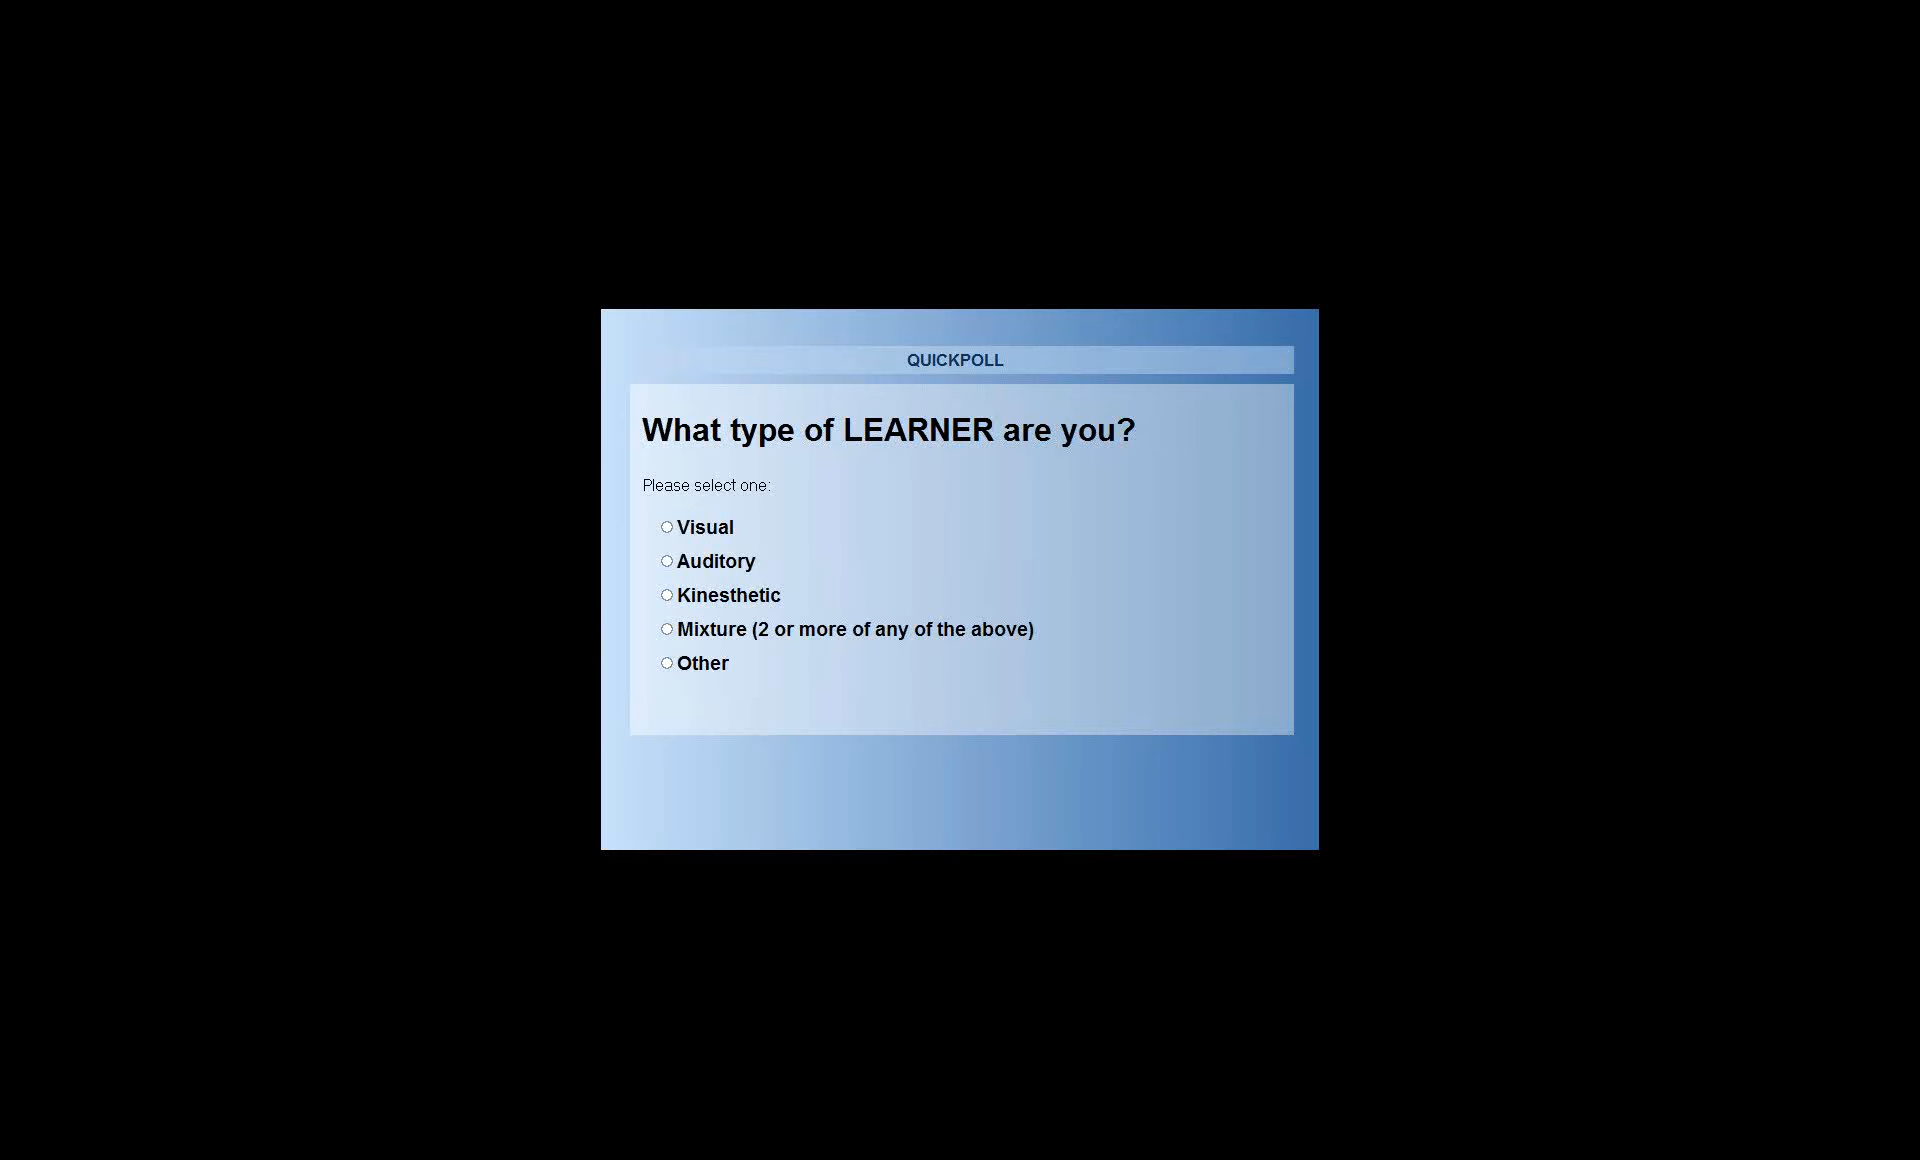 QUICKPOLL
What type of LEARNER are you?
Please select one:
Visual
Auditory
Kinesthetic
Mixture (2 or more of any of the above)
Other